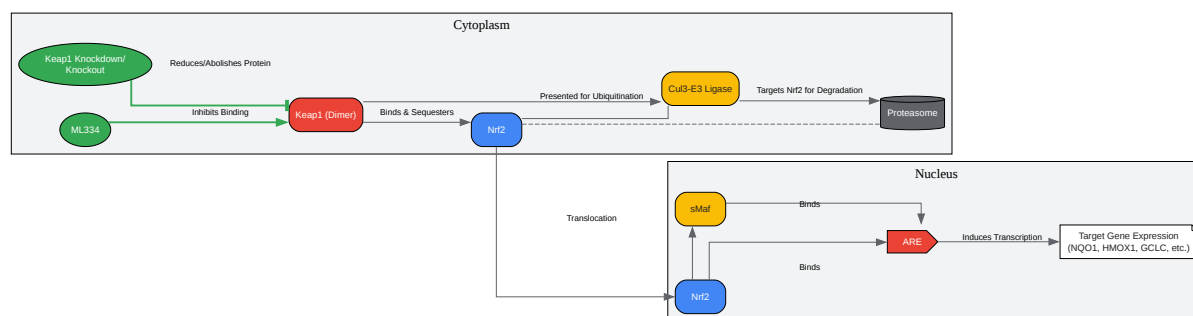 Cytoplasm
Keap1 Knockdown/
Knockout
Reduces/Abolishes Protein
Inhibits Binding
ML334
Keap1 (Dimer)
Binds & Sequesters
Nrf2
Presented for Ubiquitination
Cul3-E3 Ligase
Targets Nrf2 for Degradation
Proteasome
Translocation
Nucleus
sMaf
Binds
ARE
Induces Transcription
Target Gene Expression
(NQO1, HMOX1, GCLC, etc.)
Binds
Nrf2